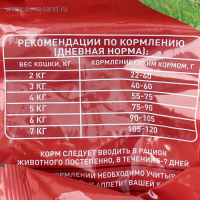 РЕКОМЕНДАЦИИ ПО КОРМЛЕНИЮ
(ДНЕВНАЯ НОРМА):
ВЕС КОШКИ, КГ КОРМЛЕНИЕ СУХИМ КОРМОМ, Г
2 КГ 22-40
3 КГ 40-60
4 КГ 55-75
5 КГ 75-90
6 КГ 90-105
7 КГ 105-120
КОРМ СЛЕДУЕТ ВВОДИТЬ В РАЦИОН
ЖИВОТНОГО ПОСТЕПЕННО, В ТЕЧЕНИЕ 5-7 ДНЕЙ
НЕОБХОДИМО УЧИТЫВ
АППЕТИТ ВАШЕЙ